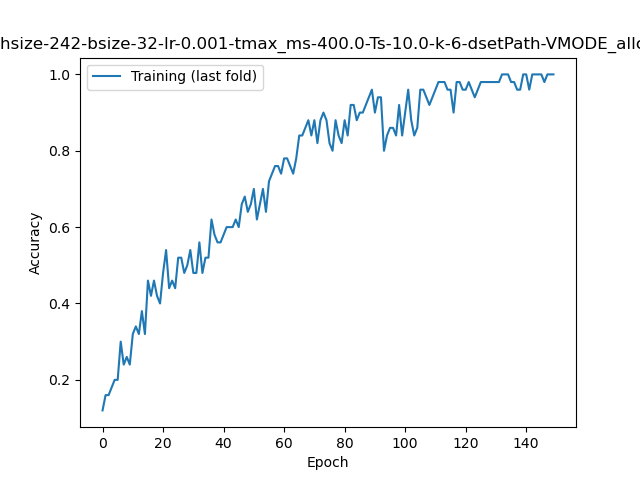 hsize-242-bsize-32-lr-0.001-tmax_ms-400.0-Ts-10.0-k-6-dsetPath-VMODE_allo
Training (last fold)
1.0
0.8
0.6
0.4
0.2
Accuracy
0 20 40 60 80 100 120 140
Epoch